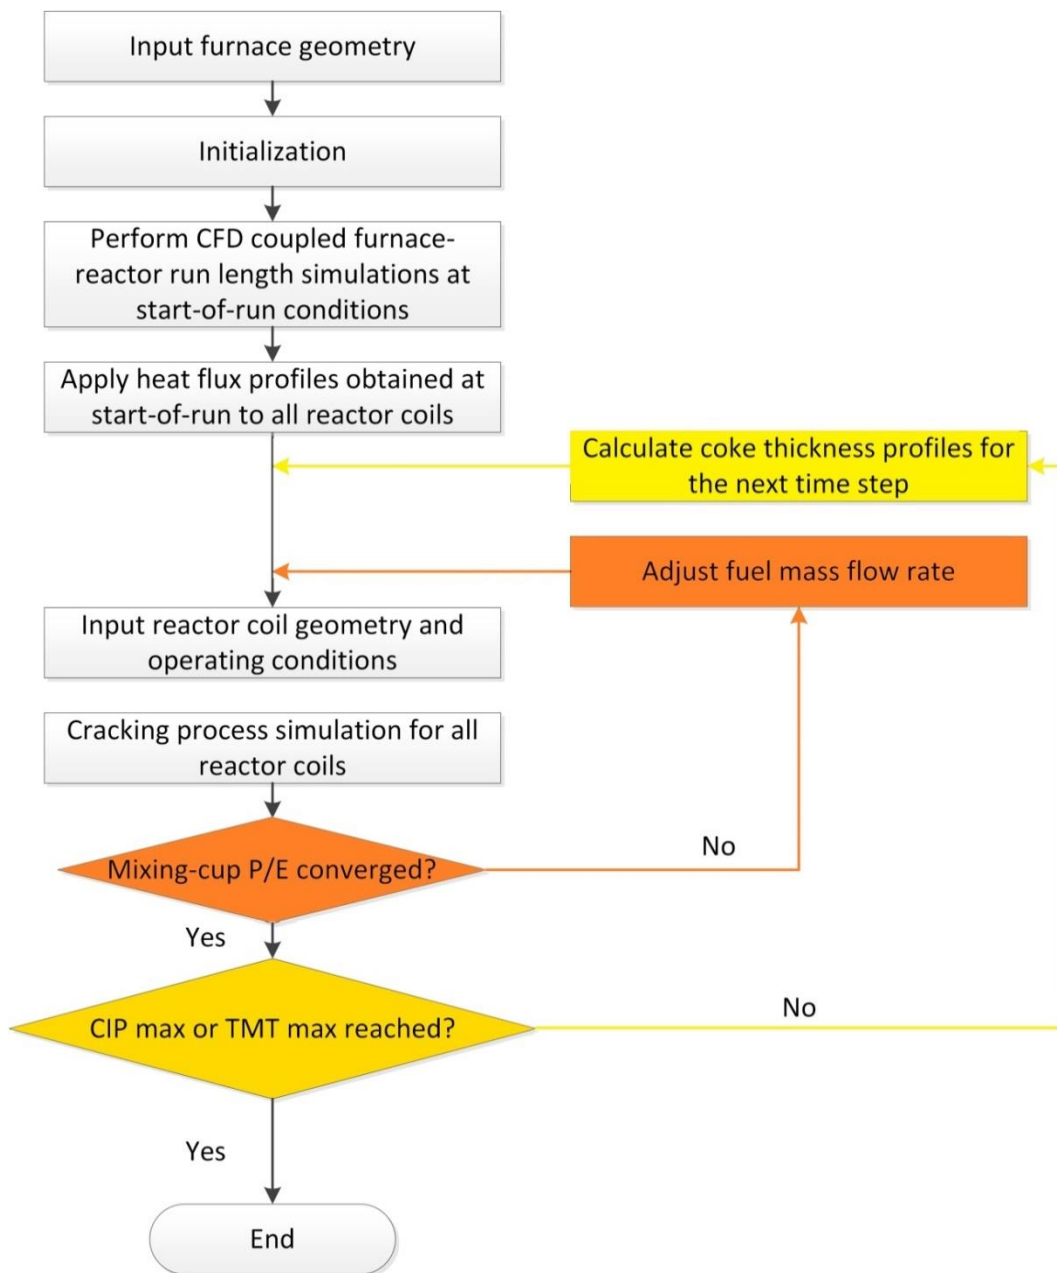 Input furnace geometry
Initialization
Perform CFD coupled furnace-
reactor run length simulations at
start-of-run conditions
Apply heat flux profiles obtained at
start-of-run to all reactor coils
Calculate coke thickness profiles for
the next time step
Adjust fuel mass flow rate
Input reactor coil geometry and
operating conditions
Cracking process simulation for all
reactor coils
Mixing-cup P/E converged?
No
Yes
CIP max or TMT max reached?
No
Yes
End